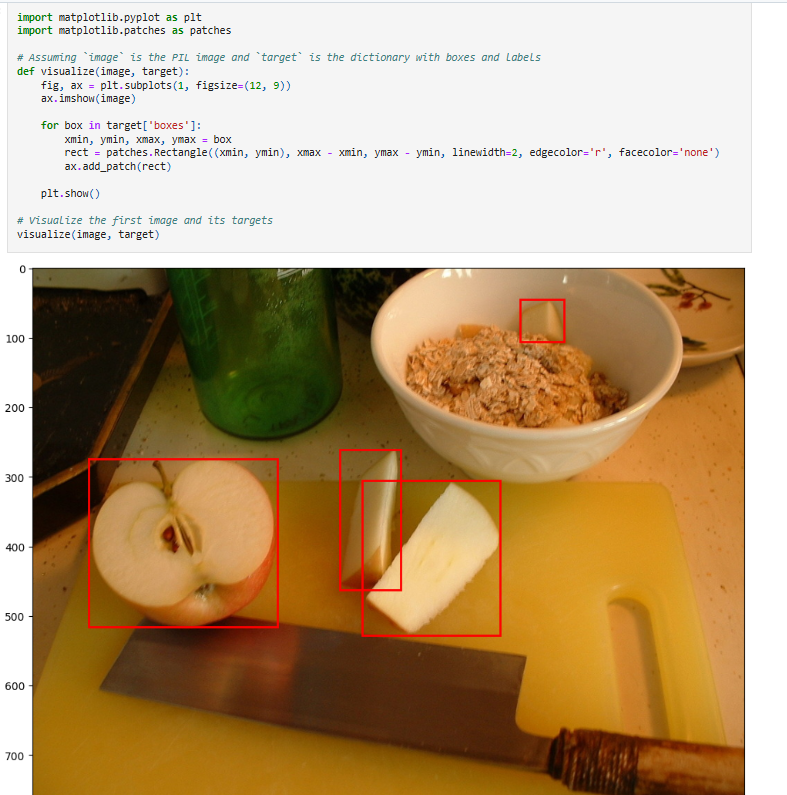 import matplotlib.pyplot as plt
import matplotlib.patches as patches
# Assuming `image` is the PIL image and `target` is the dictionary with boxes and labels
def visualize(image, target):
    fig, ax = plt.subplots(1, figsize=(12, 9))
    ax.imshow(image)
    for box in target['boxes']:
        xmin, ymin, xmax, ymax = box
        rect = patches.Rectangle((xmin, ymin), xmax - xmin, ymax - ymin, linewidth=2, edgecolor='r', facecolor='none')
        ax.add_patch(rect)
    plt.show()
# Visualize the first image and its targets
visualize(image, target)
0
100
200
300
400
500
600
700